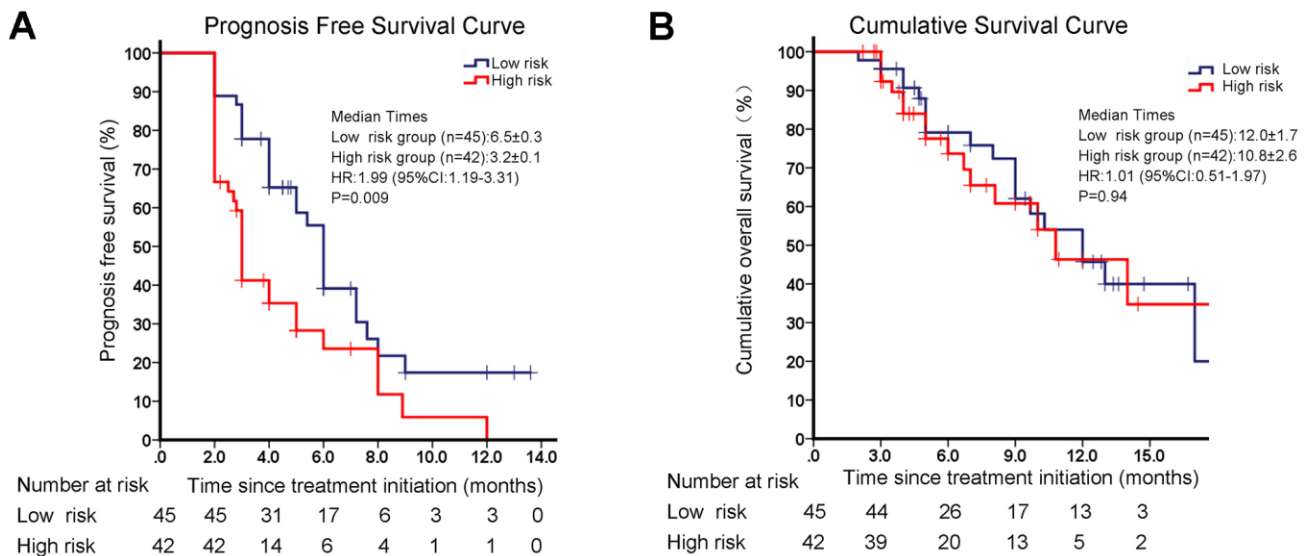 A
Prognosis Free Survival Curve
Low risk
High risk
Median Times
Low risk group (n=45):6.5±0.3
High risk group (n=42):3.2±0.1
HR:1.99 (95%CI:1.19-3.31)
P=0.009
Prognosis free survival (%)
100
90
80
70
60
50
40
30
20
10
0
.0 2.0 4.0 6.0 8.0 10.0 12.0 14.0
Number at risk Time since treatment initiation (months)
Low risk 45 45 31 17 6 3 3 0
High risk 42 42 14 6 4 1 1 0
B
Cumulative Survival Curve
Low risk
High risk
Median Times
Low risk group (n=45):12.0±1.7
High risk group (n=42):10.8±2.6
HR:1.01 (95%CI:0.51-1.97)
P=0.94
Cumulative overall survival (%)
100
90
80
70
60
50
40
30
20
10
0
.0 3.0 6.0 9.0 12.0 15.0
Number at risk Time since treatment initiation (months)
Low risk 45 44 26 17 13 3
High risk 42 39 20 13 5 2